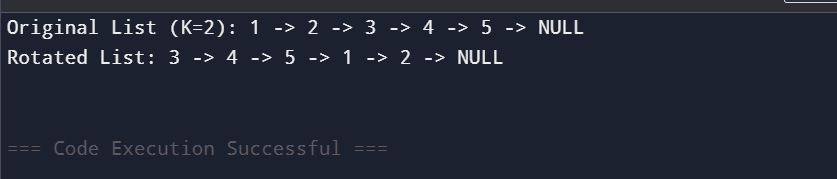 Original List (K=2): 1 -> 2 -> 3 -> 4 -> 5 -> NULL
Rotated List: 3 -> 4 -> 5 -> 1 -> 2 -> NULL
=== Code Execution Successful ===